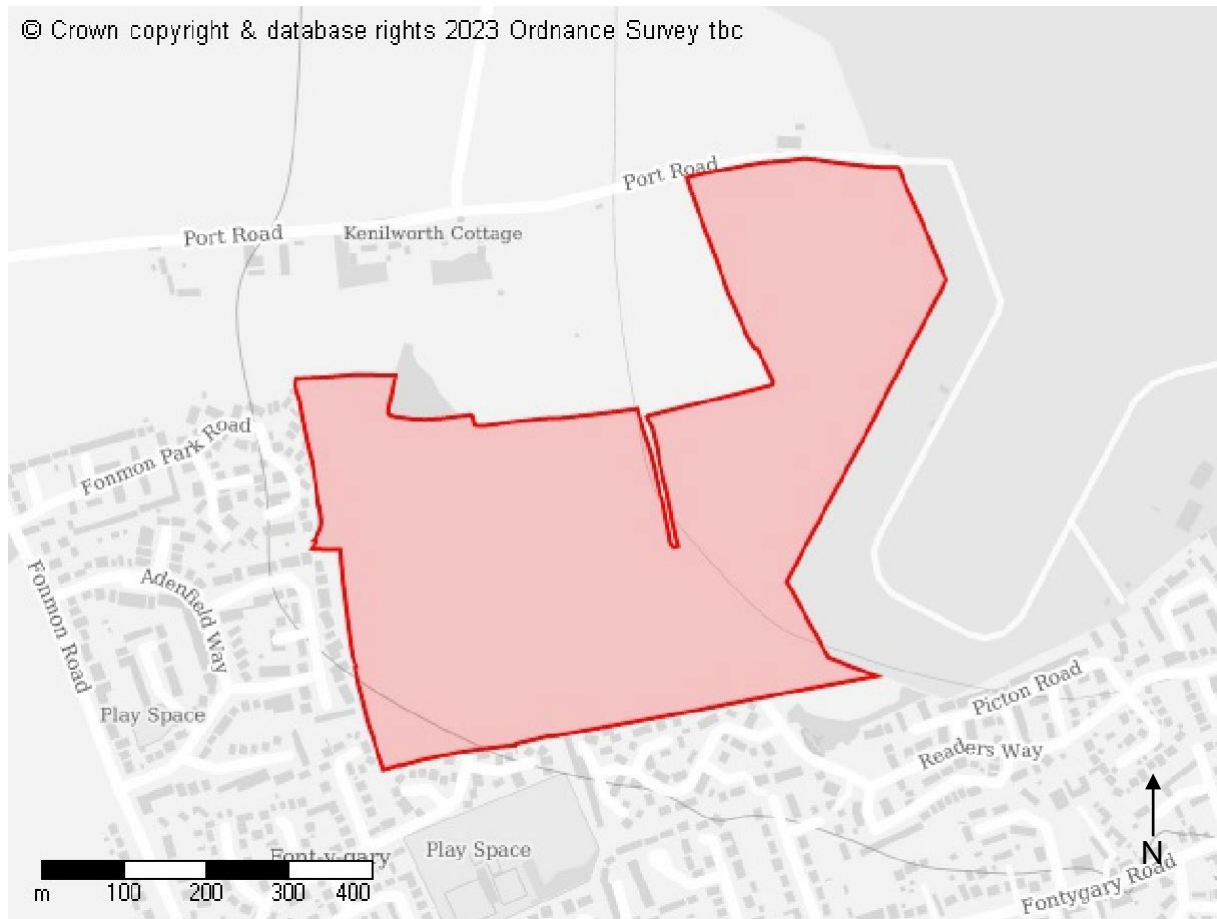 © Crown copyright & database rights 2023 Ordnance Survey tbc
Port Road
Port Road
Kenilworth Cottage
Fonmon Park Road
Fonmon Road
Adenfield Way
Play Space
Picton Road
Readers Way
Play Space
Font-y-gary
Fontygary Road
N
m 100 200 300 400